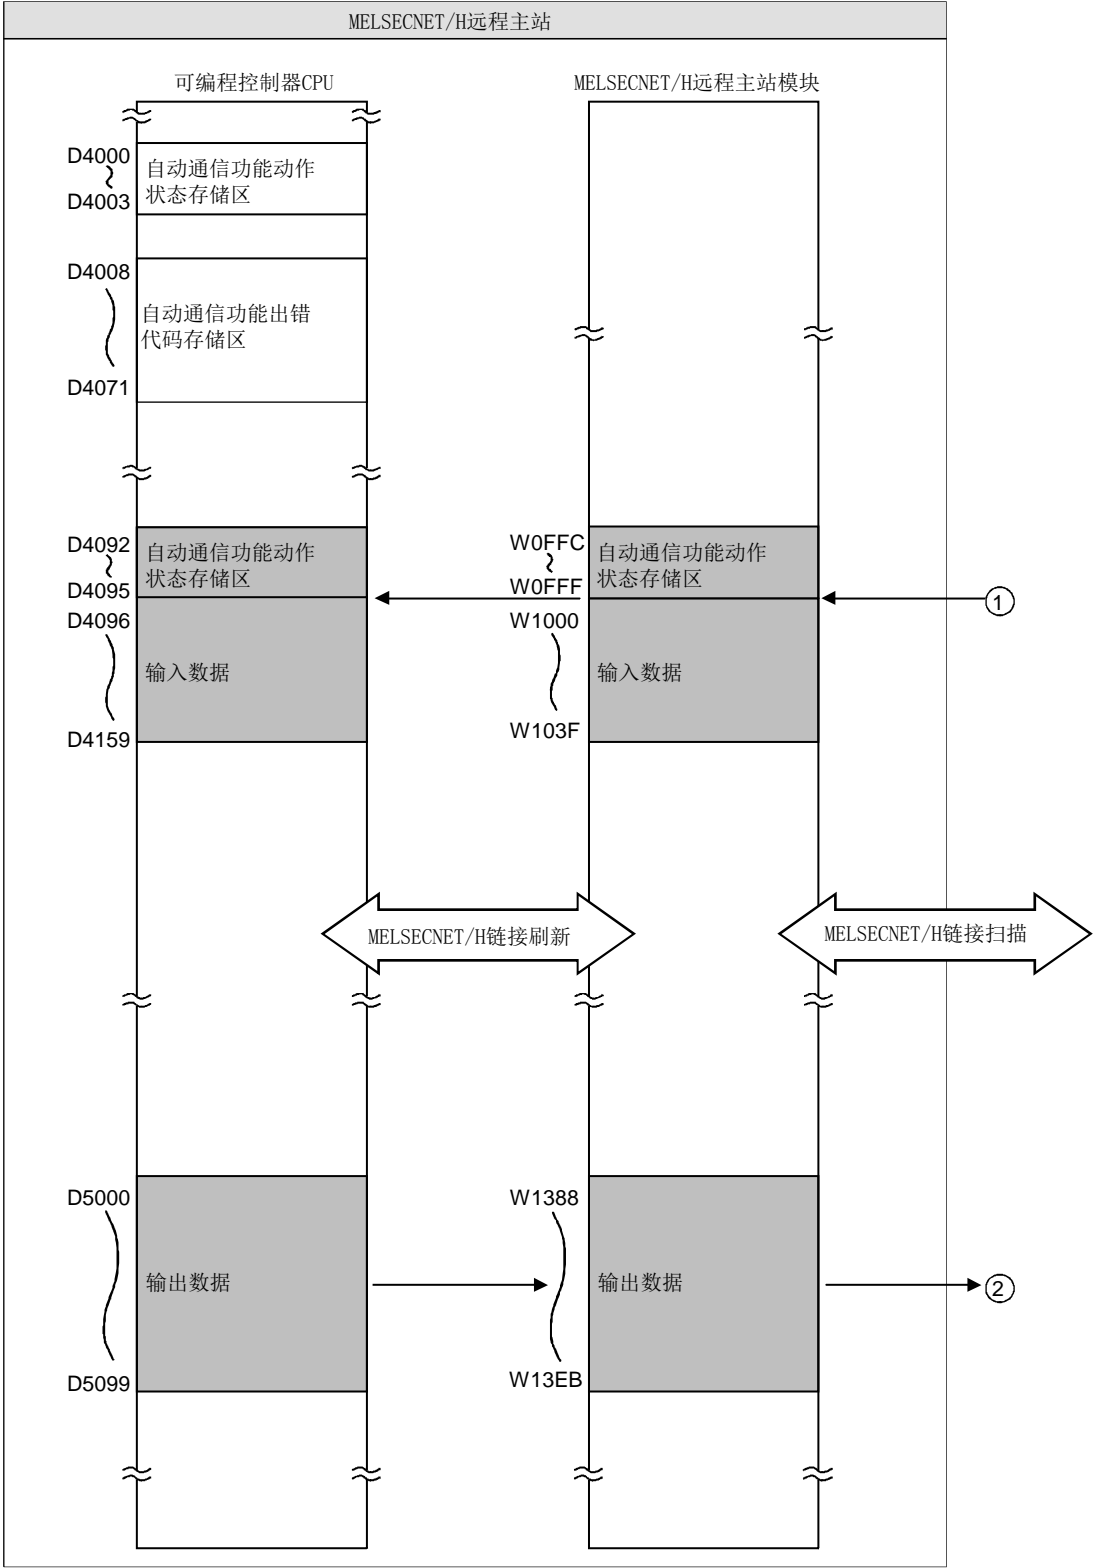 MELSECNET/H远程主站
可编程控制器CPU
MELSECNET/H远程主站模块
D4000
自动通信功能动作
状态存储区
D4003
D4008
自动通信功能出错
代码存储区
D4071
D4092
自动通信功能动作
状态存储区
D4095
W0FFC
自动通信功能动作
状态存储区
W0FFF
①
D4096
输入数据
D4159
W1000
输入数据
W103F
MELSECNET/H链接刷新
MELSECNET/H链接扫描
D5000
输出数据
D5099
W1388
输出数据
W13EB
②